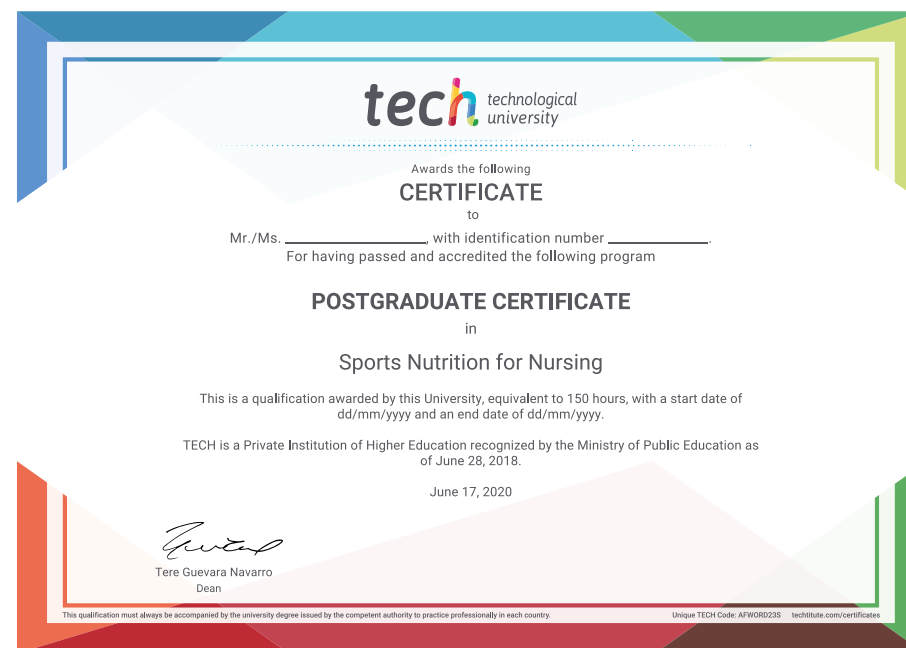 tech technological
university
Awards the following
CERTIFICATE
to
Mr./Ms. ____________, with identification number ____________.
For having passed and accredited the following program
POSTGRADUATE CERTIFICATE
in
Sports Nutrition for Nursing
This is a qualification awarded by this University, equivalent to 150 hours, with a start date of
dd/mm/yyyy and an end date of dd/mm/yyyy.
TECH is a Private Institution of Higher Education recognized by the Ministry of Public Education as
of June 28, 2018.
June 17, 2020
Tere Guevara Navarro
Dean
This qualification must always be accompanied by the university degree issued by the competent authority to practice professionally in each country. Unique TECH Code: AFWORD23S techtitute.com/certificates